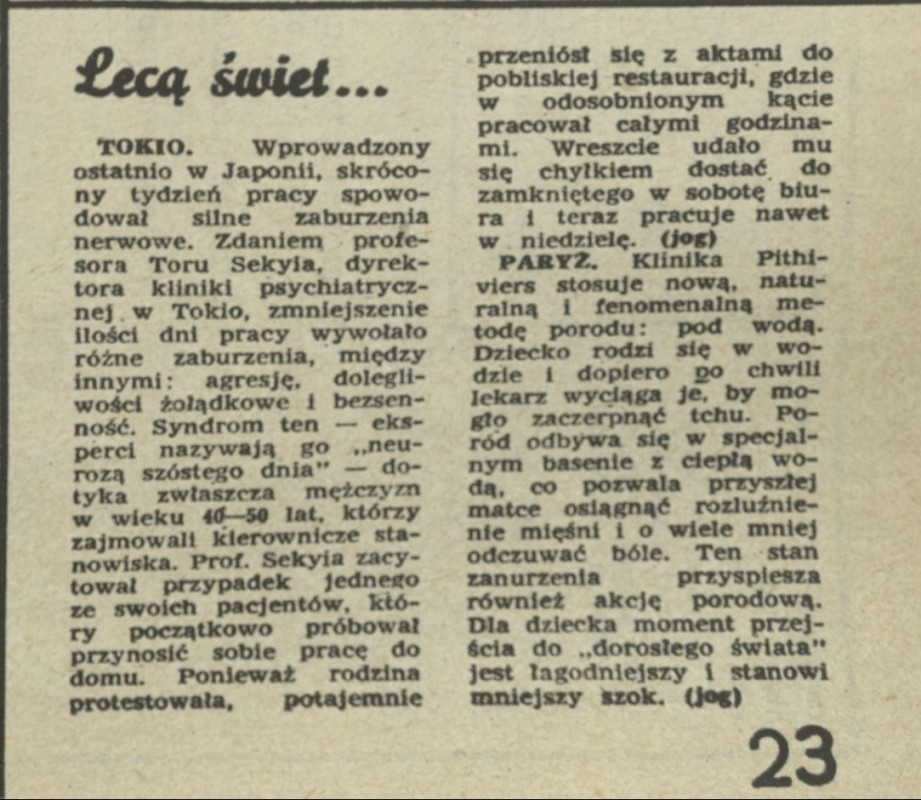 Lecą świet...
TOKIO. Wprowadzony
ostatnio w Japonii, skróco-
ny tydzień pracy spowo-
dował silne zaburzenia
nerwowe. Zdaniem profe-
sora Toru Sekyia, dyrek-
tora kliniki psychiatrycz-
nej w Tokio, zmniejszenie
ilości dni pracy wywołało
różne zaburzenia, między
innymi: agresję, dolegli-
wości żołądkowe i bezsen-
ność. Syndrom ten — eks-
perci nazywają go „neu-
rozą szóstego dnia" — do-
tyka zwłaszcza mężczyzn
w wieku 40—50 lat, którzy
zajmowali kierownicze sta-
nowiska. Prof. Sekyia zacy-
tował przypadek jednego
ze swoich pacjentów, któ-
ry początkowo próbował
przynosić sobie pracę do
domu. Ponieważ rodzina
protestowała, potajemnie
przeniósł się z aktami do
pobliskiej restauracji, gdzie
w odosobnionym kącie
pracował całymi godzina-
mi. Wreszcie udało mu
się chyłkiem dostać do
zamkniętego w sobotę biu-
ra i teraz pracuje nawet
w niedzielę. (jog)
PARYŻ. Klinika Pithi-
viers stosuje nową, natu-
ralną i fenomenalną me-
todę porodu: pod wodą.
Dziecko rodzi się w wo-
dzie i dopiero po chwili
lekarz wyciąga je, by mo-
gło zaczerpnąć tchu. Po-
ród odbywa się w specjal-
nym basenie z ciepłą wo-
dą, co pozwala przyszłej
matce osiągnąć rozluźnie-
nie mięśni i o wiele mniej
odczuwać bóle. Ten stan
zanurzenia przyspiesza
również akcję porodową.
Dla dziecka moment przej-
ścia do „dorosłego świata"
jest łagodniejszy i stanowi
mniejszy szok. (jog)
23